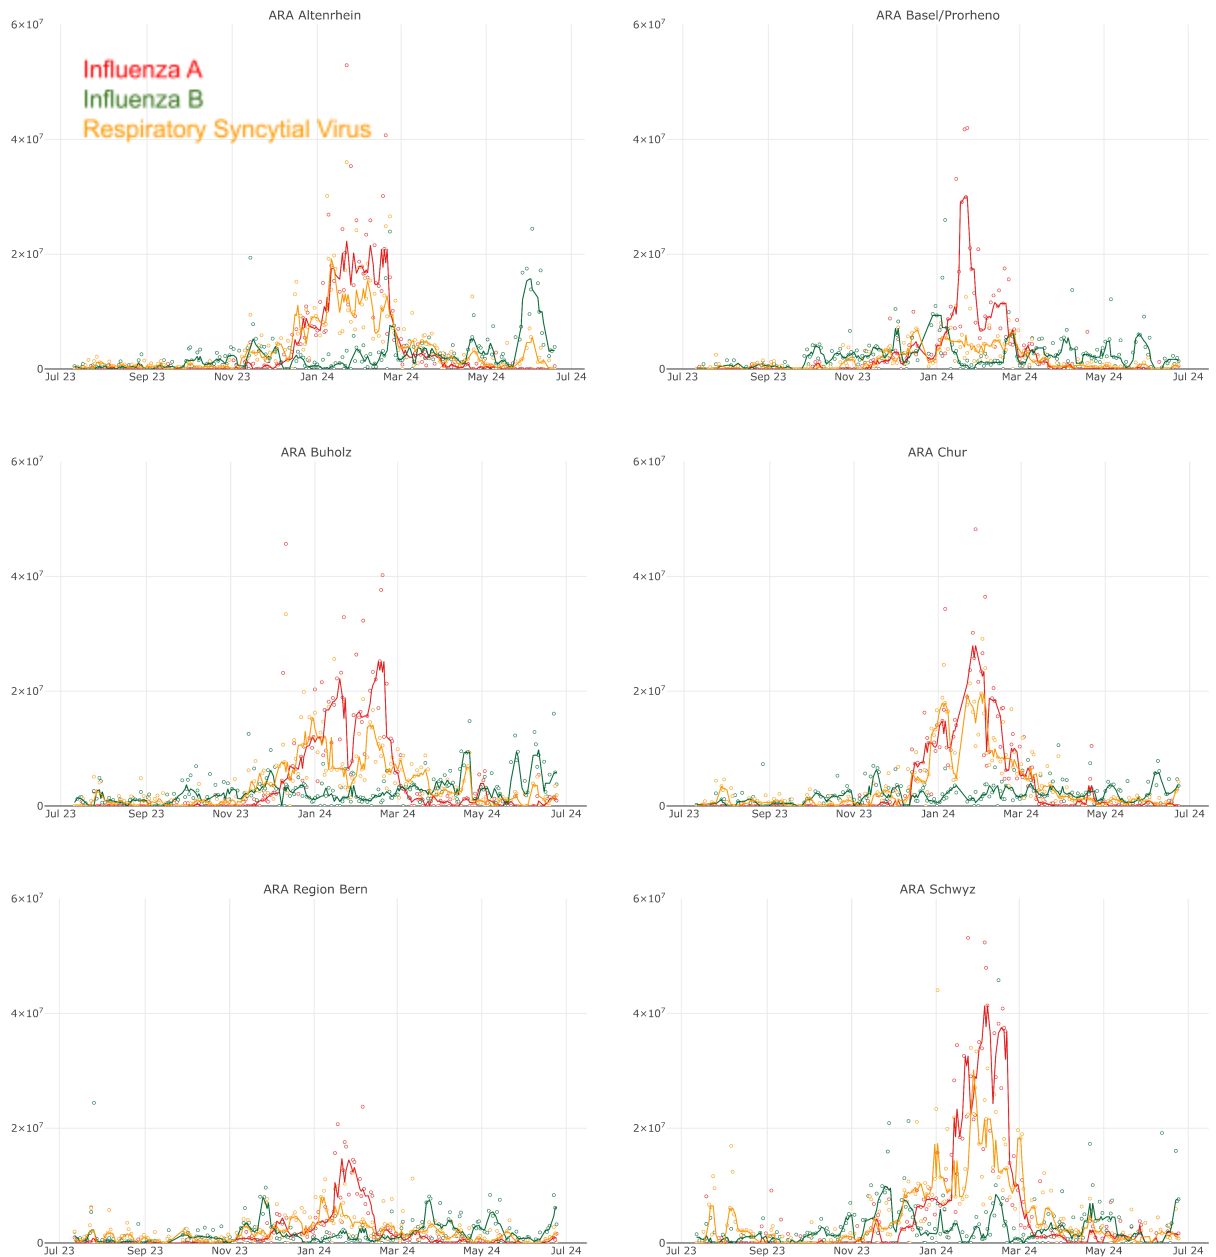 ARA Altenrhein
6×10⁷
4×10⁷
2×10⁷
0
Jul 23 Sep 23 Nov 23 Jan 24 Mar 24 May 24 Jul 24
Influenza A
Influenza B
Respiratory Syncytial Virus
ARA Basel/Prorheno
6×10⁷
4×10⁷
2×10⁷
0
Jul 23 Sep 23 Nov 23 Jan 24 Mar 24 May 24 Jul 24
ARA Buholz
6×10⁷
4×10⁷
2×10⁷
0
Jul 23 Sep 23 Nov 23 Jan 24 Mar 24 May 24 Jul 24
ARA Chur
6×10⁷
4×10⁷
2×10⁷
0
Jul 23 Sep 23 Nov 23 Jan 24 Mar 24 May 24 Jul 24
ARA Region Bern
6×10⁷
4×10⁷
2×10⁷
0
Jul 23 Sep 23 Nov 23 Jan 24 Mar 24 May 24 Jul 24
ARA Schwyz
6×10⁷
4×10⁷
2×10⁷
0
Jul 23 Sep 23 Nov 23 Jan 24 Mar 24 May 24 Jul 24